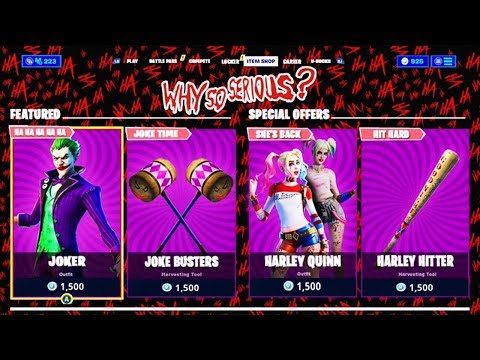 223
PLAY
BATTLE PASS
COMPETE
LOCKER
ITEM SHOP
CAREER
V-BUCKS
925
WHY SO SERIOUS?
FEATURED
SPECIAL OFFERS
HA HA HA HA HA
JOKE TIME
SHE'S BACK
HIT HARD
JOKER
Outfit
1,500
JOKE BUSTERS
Harvesting Tool
1,500
HARLEY QUINN
Outfit
1,500
HARLEY HITTER
Harvesting Tool
1,500
A